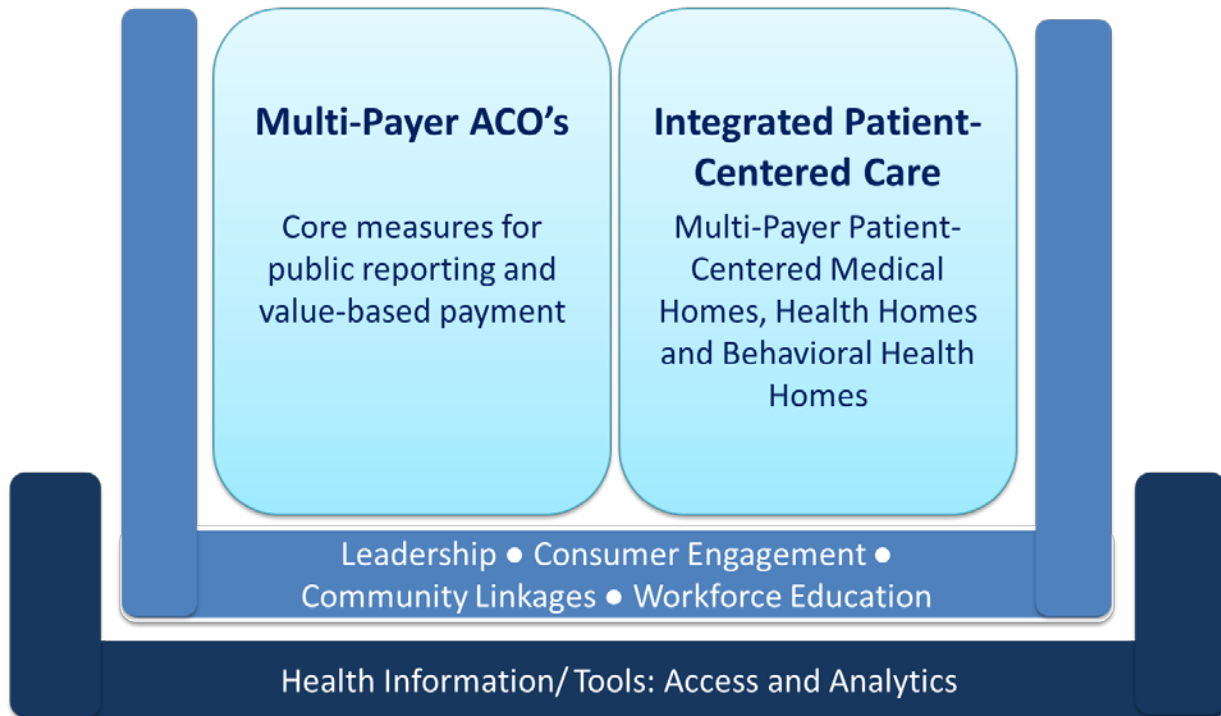 Multi-Payer ACO’s
Core measures for
public reporting and
value-based payment
Integrated Patient-
Centered Care
Multi-Payer Patient-
Centered Medical
Homes, Health Homes
and Behavioral Health
Homes
Leadership ● Consumer Engagement ●
Community Linkages ● Workforce Education
Health Information/ Tools: Access and Analytics